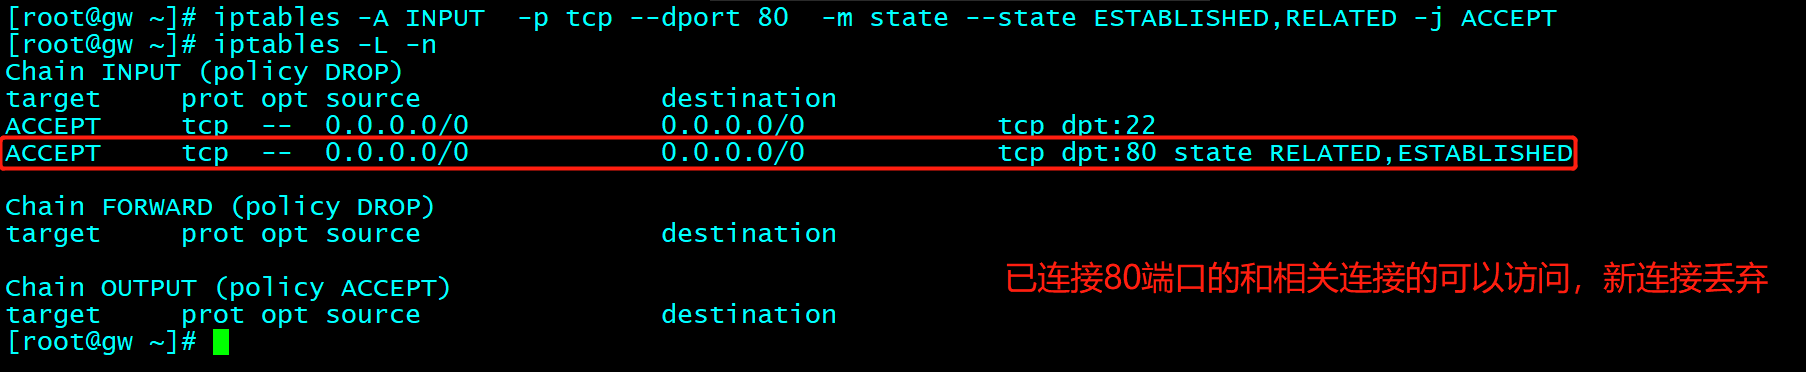 [root@gw ~]# iptables -A INPUT  -p tcp --dport 80  -m state --state ESTABLISHED,RELATED -j ACCEPT
[root@gw ~]# iptables -L -n
Chain INPUT (policy DROP)
target     prot opt source               destination
ACCEPT     tcp  --  0.0.0.0/0            0.0.0.0/0            tcp dpt:22
ACCEPT     tcp  --  0.0.0.0/0            0.0.0.0/0            tcp dpt:80 state RELATED,ESTABLISHED
Chain FORWARD (policy DROP)
target     prot opt source               destination
已连接80端口的和相关连接的可以访问，新连接丢弃
Chain OUTPUT (policy ACCEPT)
target     prot opt source               destination
[root@gw ~]#